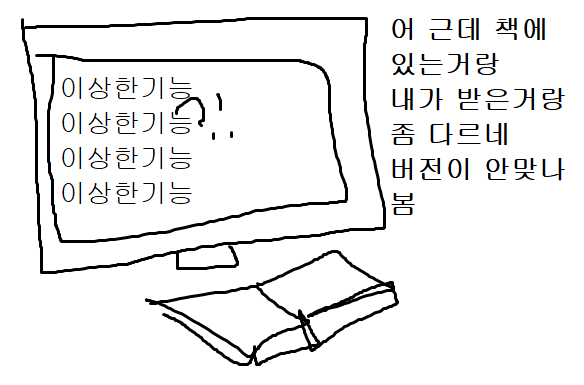 이상한기능
이상한기능
이상한기능
이상한기능
?!
어 근데 책에
있는거랑
내가 받은거랑
좀 다르네
버전이 안맞나
봄